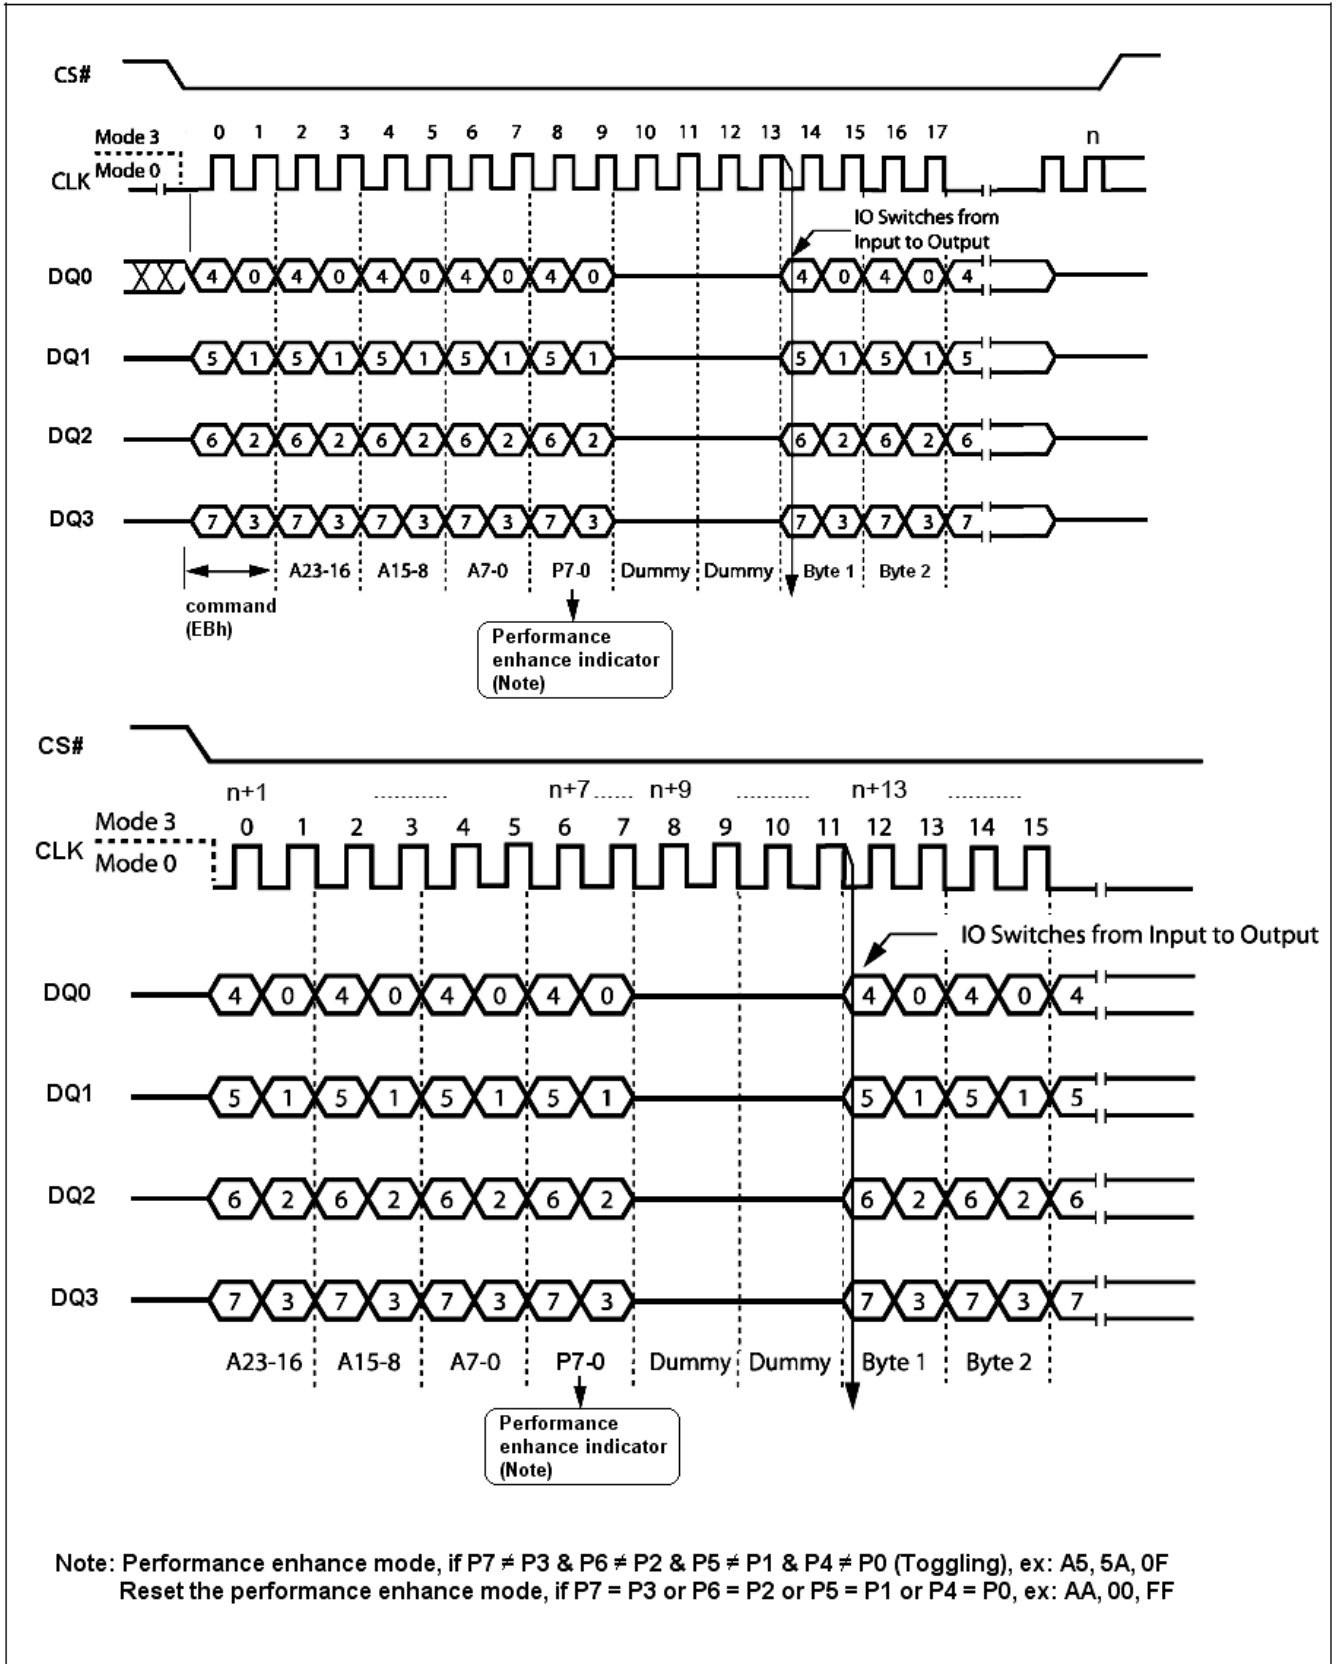 CS#
Mode 3
0 1 2 3 4 5 6 7 8 9 10 11 12 13 14 15 16 17 n
CLK Mode 0
IO Switches from
Input to Output
DQ0 4 0 4 0 4 0 4 0 4 0 4 0 4 0 4
DQ1 5 1 5 1 5 1 5 1 5 1 5 1 5 1 5
DQ2 6 2 6 2 6 2 6 2 6 2 6 2 6 2 6
DQ3 7 3 7 3 7 3 7 3 7 3 7 3 7 3 7
A23-16 A15-8 A7-0 P7-0 Dummy Dummy Byte 1 Byte 2
command
(EBh)
Performance
enhance indicator
(Note)
CS#
n+1 .......... n+7 ...... n+9 .......... n+13 ..........
Mode 3
0 1 2 3 4 5 6 7 8 9 10 11 12 13 14 15
CLK
Mode 0
IO Switches from Input to Output
DQ0 4 0 4 0 4 0 4 0 4 0 4 0 4
DQ1 5 1 5 1 5 1 5 1 5 1 5 1 5
DQ2 6 2 6 2 6 2 6 2 6 2 6 2 6
DQ3 7 3 7 3 7 3 7 3 7 3 7 3 7
A23-16 A15-8 A7-0 P7-0 Dummy Dummy Byte 1 Byte 2
Performance
enhance indicator
(Note)
Note: Performance enhance mode, if P7 ≠ P3 & P6 ≠ P2 & P5 ≠ P1 & P4 ≠ P0 (Toggling), ex: A5, 5A, 0F
Reset the performance enhance mode, if P7 = P3 or P6 = P2 or P5 = P1 or P4 = P0, ex: AA, 00, FF